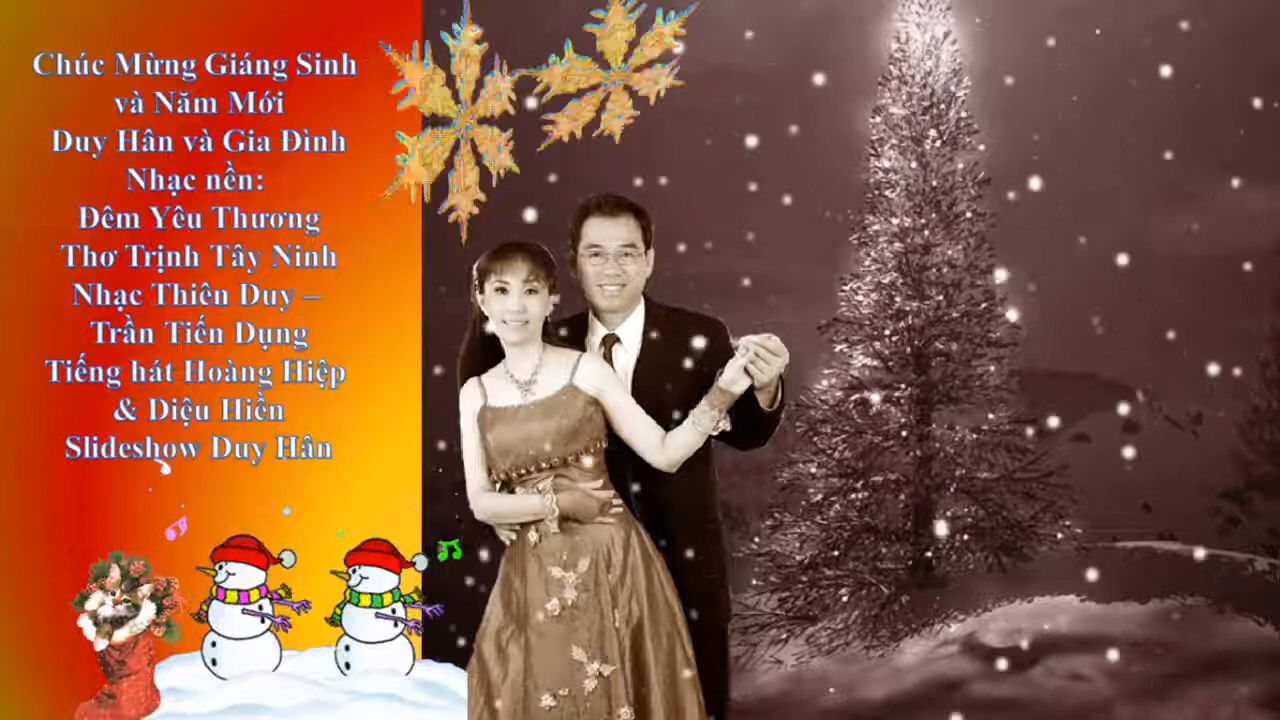 Chúc Mừng Giáng Sinh
và Năm Mới
Duy Hân và Gia Đình
Nhạc nền:
Đêm Yêu Thương
Thơ Trịnh Tây Ninh
Nhạc Thiên Duy –
Trần Tiến Dụng
Tiếng hát Hoàng Hiệp
& Diệu Hiền
Slideshow Duy Hân